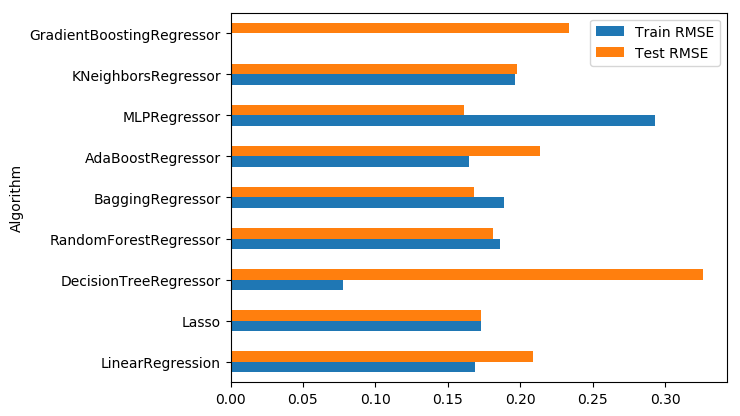 GradientBoostingRegressor
KNeighborsRegressor
MLPRegressor
AdaBoostRegressor
BaggingRegressor
RandomForestRegressor
DecisionTreeRegressor
Lasso
LinearRegression
Algorithm
Train RMSE
Test RMSE
0.00 0.05 0.10 0.15 0.20 0.25 0.30